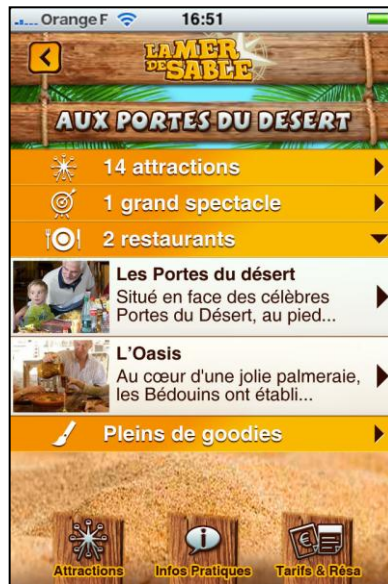 Orange F 16:51
LA MER
DE SABLE
AUX PORTES DU DESERT
14 attractions
1 grand spectacle
2 restaurants
Les Portes du désert
Situé en face des célèbres
Portes du Désert, au pied...
L'Oasis
Au cœur d'une jolie palmeraie,
les Bédouins ont établi...
Pleins de goodies
Attractions Infos Pratiques Tarifs & Résa